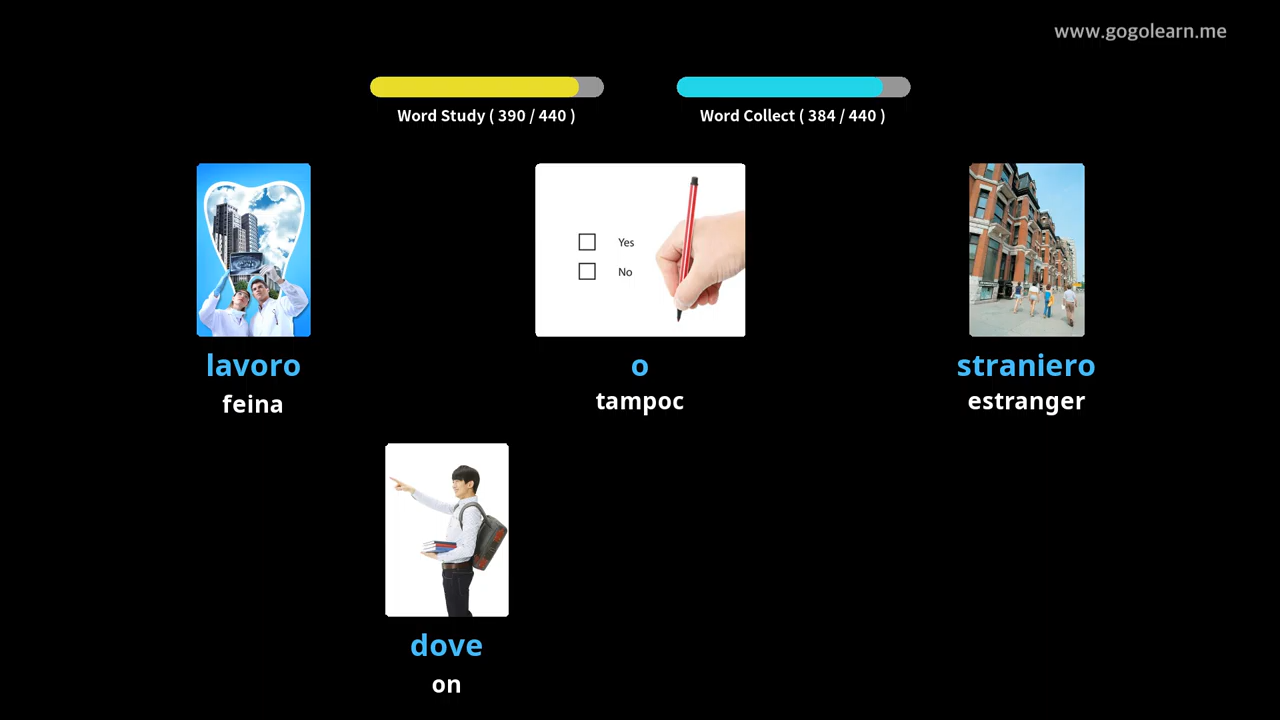 www.gogolearn.me
Word Study ( 390 / 440 )
Word Collect ( 384 / 440 )
Yes
No
lavoro
feina
o
tampoc
straniero
estranger
dove
on